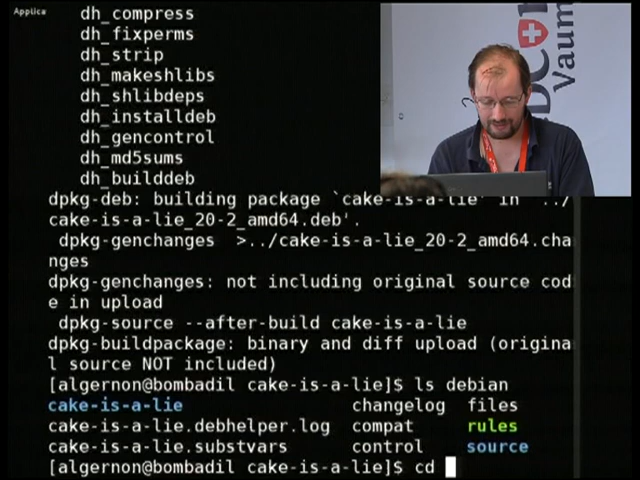 Applica
dh_compress
dh_fixperms
dh_strip
dh_makeshlibs
dh_shlibdeps
dh_installdeb
dh_gencontrol
dh_md5sums
dh_builddeb
dpkg-deb: building package `cake-is-a-lie' in `../
cake-is-a-lie_20-2_amd64.deb'.
dpkg-genchanges >../cake-is-a-lie_20-2_amd64.cha
nges
dpkg-genchanges: not including original source cod
e in upload
dpkg-source --after-build cake-is-a-lie
dpkg-buildpackage: binary and diff upload (origina
l source NOT included)
[algernon@bombadil cake-is-a-lie]$ ls debian
cake-is-a-lie changelog files
cake-is-a-lie.debhelper.log compat rules
cake-is-a-lie.substvars control source
[algernon@bombadil cake-is-a-lie]$ cd
Vaum